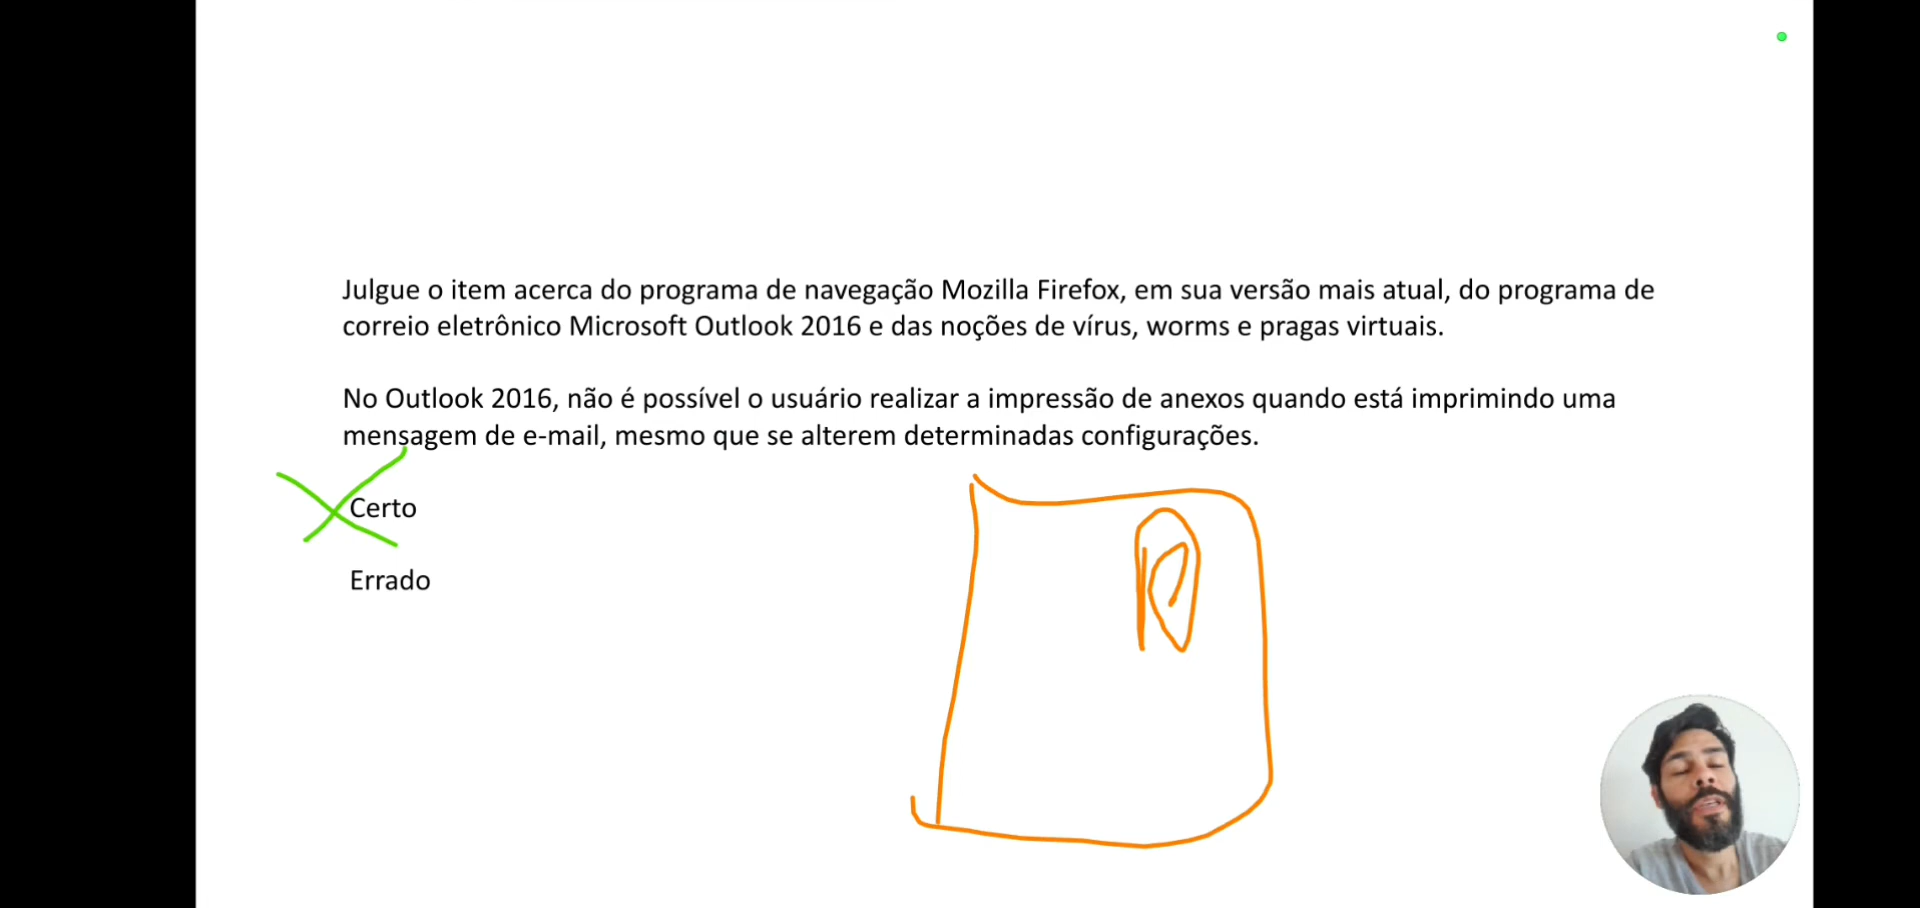 Julgue o item acerca do programa de navegação Mozilla Firefox, em sua versão mais atual, do programa de
correio eletrônico Microsoft Outlook 2016 e das noções de vírus, worms e pragas virtuais.
No Outlook 2016, não é possível o usuário realizar a impressão de anexos quando está imprimindo uma
mensagem de e-mail, mesmo que se alterem determinadas configurações.
Certo
Errado